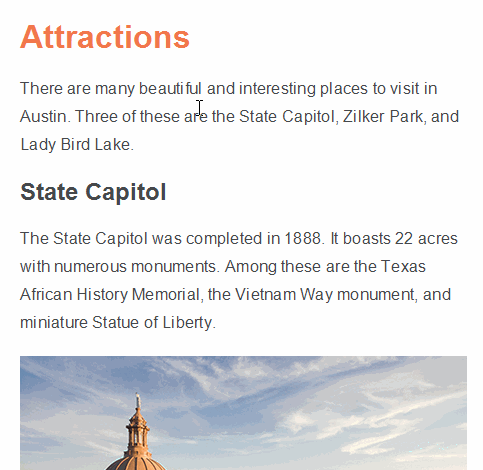 Attractions
There are many beautiful and interesting places to visit in
Austin. Three of these are the State Capitol, Zilker Park, and
Lady Bird Lake.
State Capitol
The State Capitol was completed in 1888. It boasts 22 acres
with numerous monuments. Among these are the Texas
African History Memorial, the Vietnam Way monument, and
miniature Statue of Liberty.